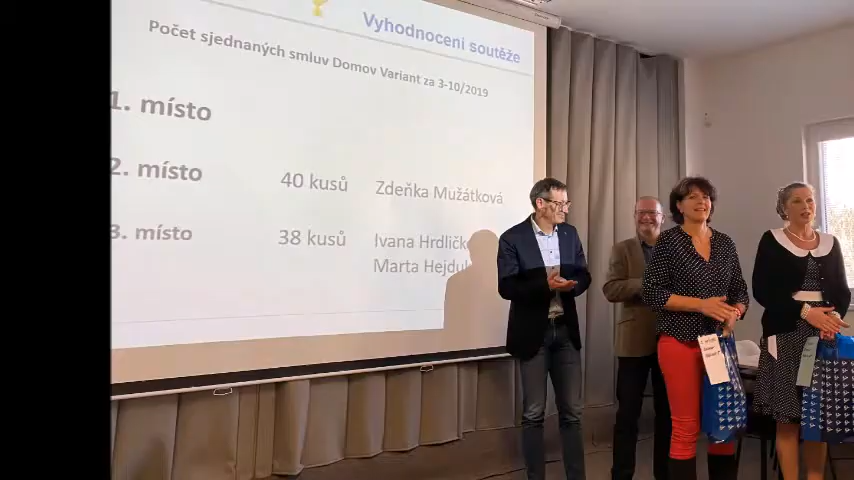 Vyhodnocení soutěže
Počet sjednaných smluv Domov Variant za 3-10/2019
1. místo
2. místo 40 kusů Zdeňka Mužátková
3. místo 38 kusů Ivana Hrdličk
Marta Hejduk